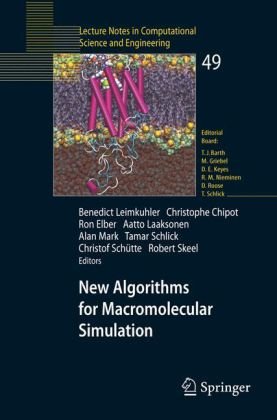 Lecture Notes in Computational
Science and Engineering
49
Editorial
Board:
T. J. Barth
M. Griebel
D. E. Keyes
R. M. Nieminen
D. Roose
T. Schlick
Benedict Leimkuhler Christophe Chipot
Ron Elber Aatto Laaksonen
Alan Mark Tamar Schlick
Christof Schütte Robert Skeel
Editors
New Algorithms
for Macromolecular
Simulation
Springer